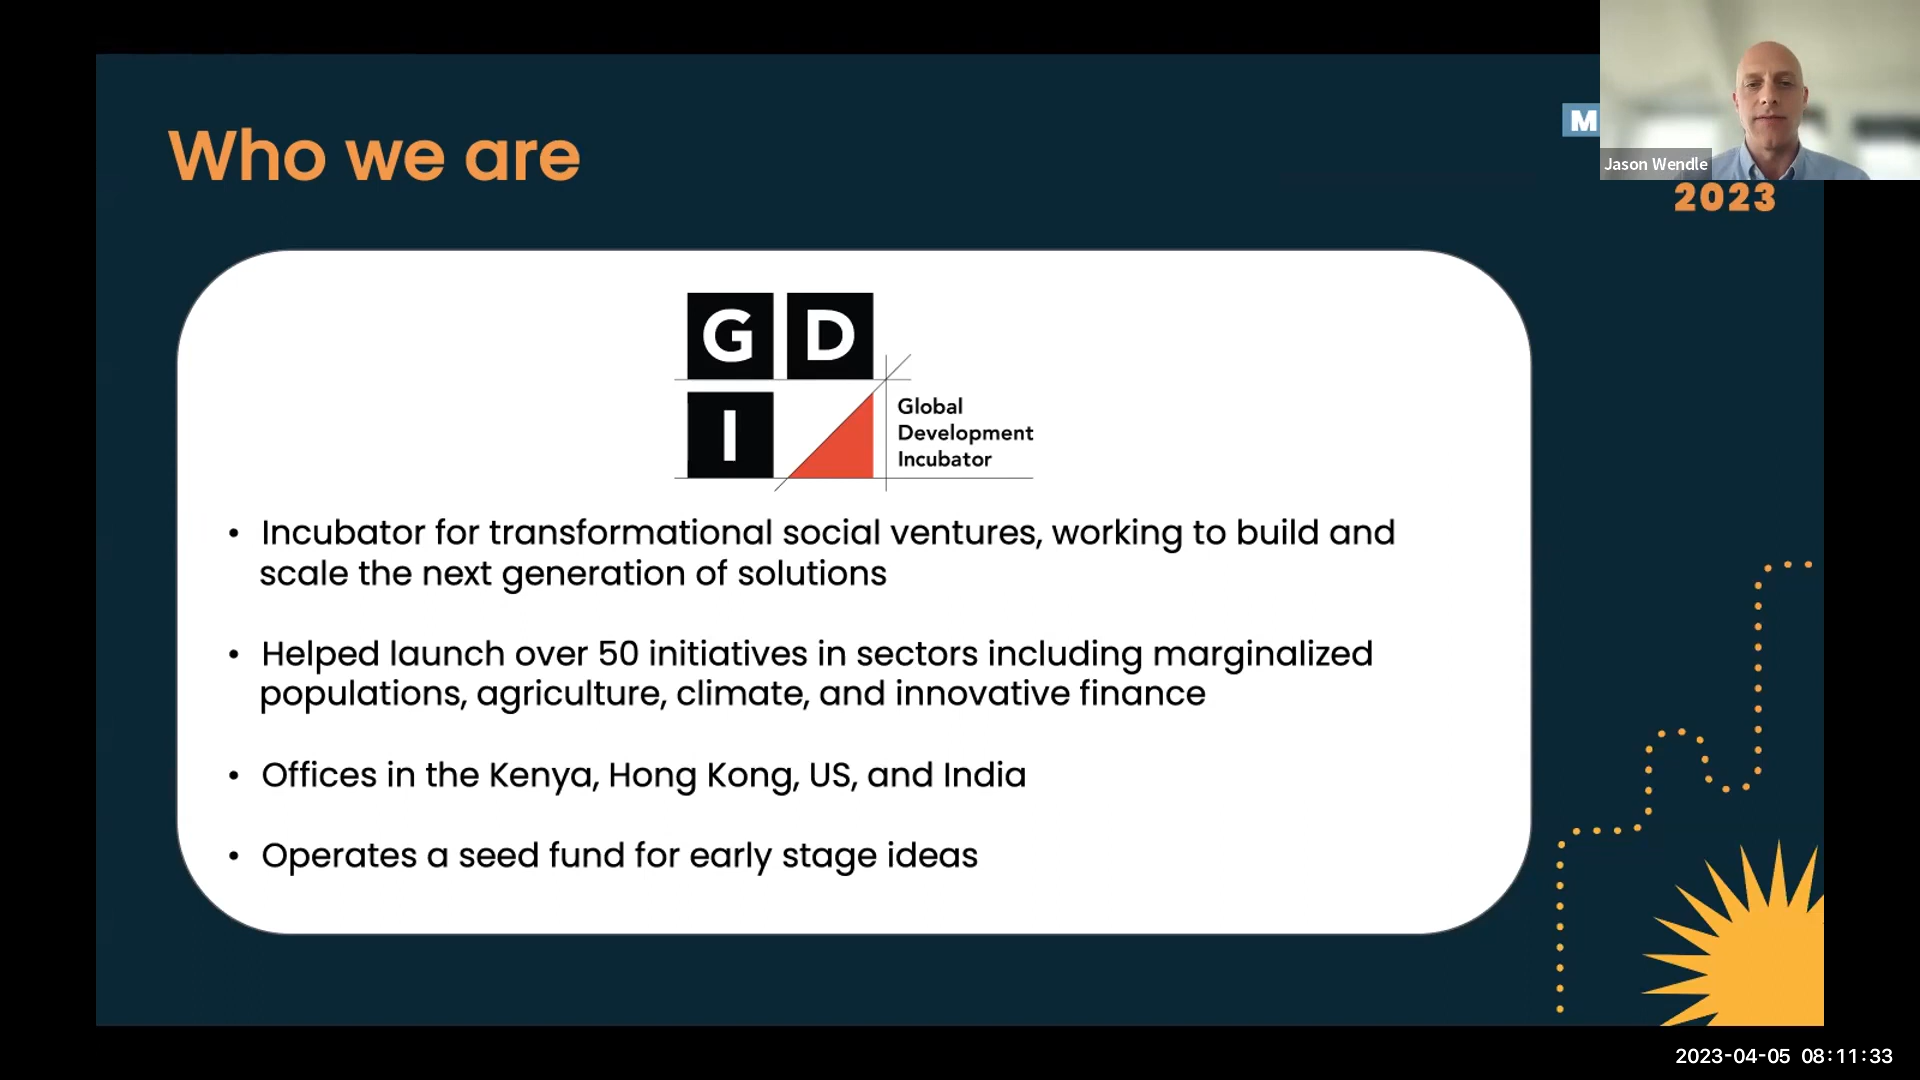 Who we are
M
Jason Wendle
2023
G D
I
Global
Development
Incubator
• Incubator for transformational social ventures, working to build and
scale the next generation of solutions
• Helped launch over 50 initiatives in sectors including marginalized
populations, agriculture, climate, and innovative finance
• Offices in the Kenya, Hong Kong, US, and India
• Operates a seed fund for early stage ideas
2023-04-05 08:11:33